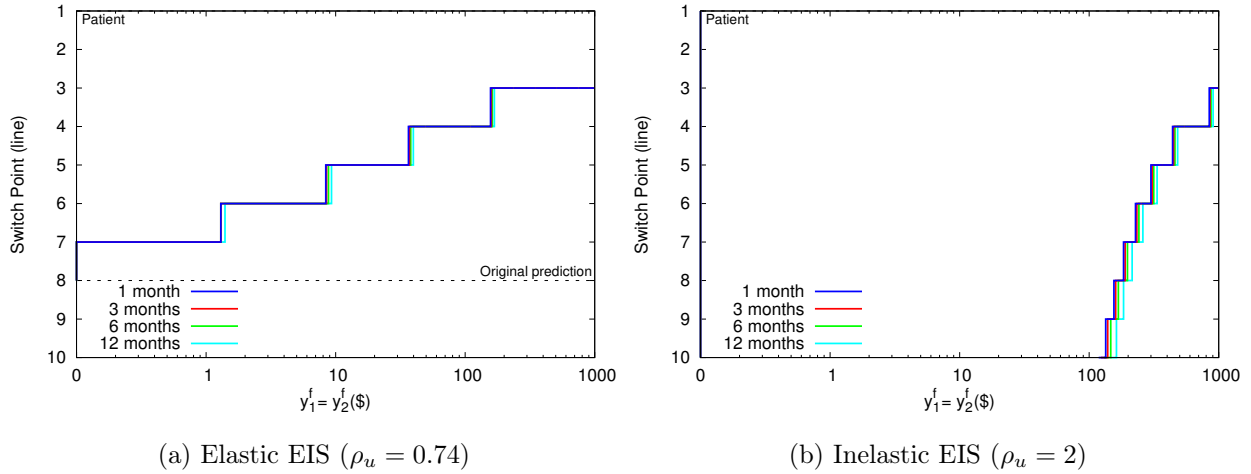 1
2
3
4
5
6
7
8
9
10
Switch Point (line)
Patient
Original prediction
1 month
3 months
6 months
12 months
0 1 10 100 1000
y₁ᶠ= y₂ᶠ($)
(a) Elastic EIS (ρᵤ = 0.74)
1
2
3
4
5
6
7
8
9
10
Switch Point (line)
Patient
1 month
3 months
6 months
12 months
0 1 10 100 1000
y₁ᶠ= y₂ᶠ($)
(b) Inelastic EIS (ρᵤ = 2)